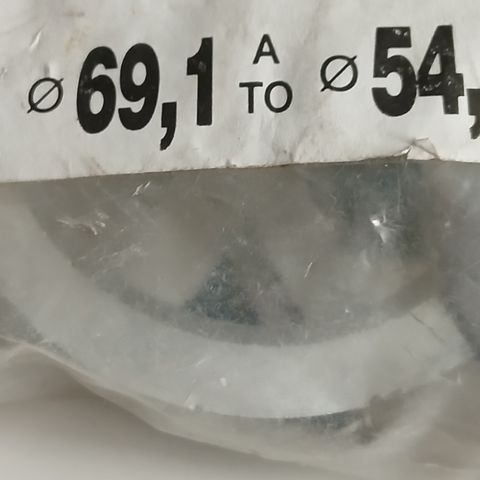 ⌀ 69,1 A TO ⌀ 54,